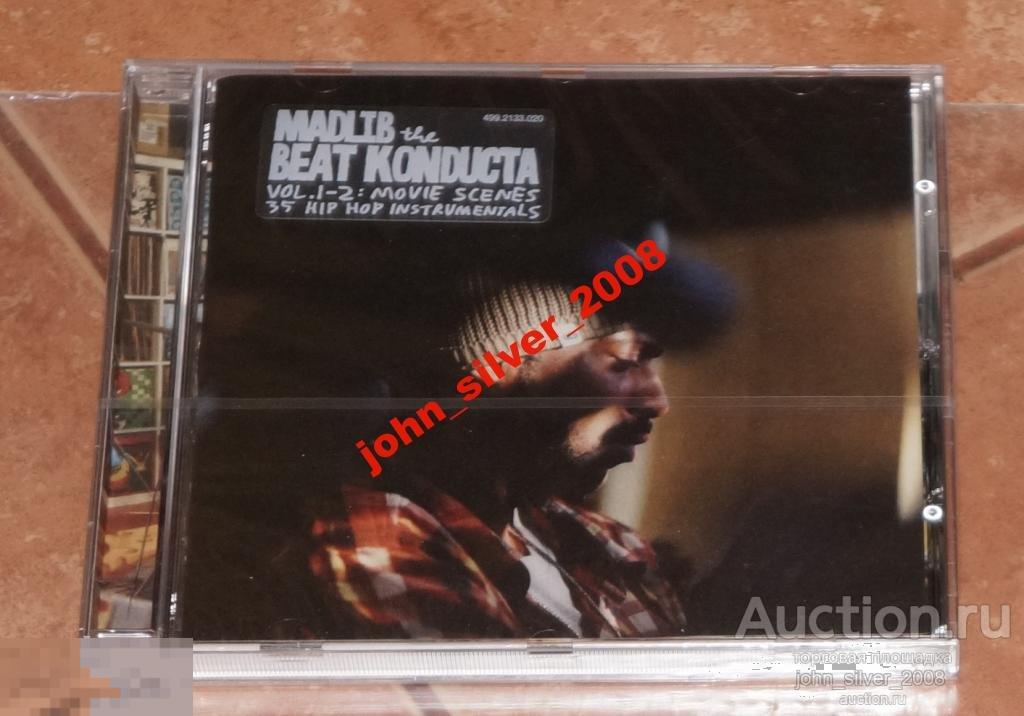 MADLIB the
499.2133.020
BEAT KONDUCTA
VOL.1-2: MOVIE SCENES
35 HIP HOP INSTRUMENTALS
john_silver_2008
Auction.ru
торговая площадка
john_silver_2008
auction.ru